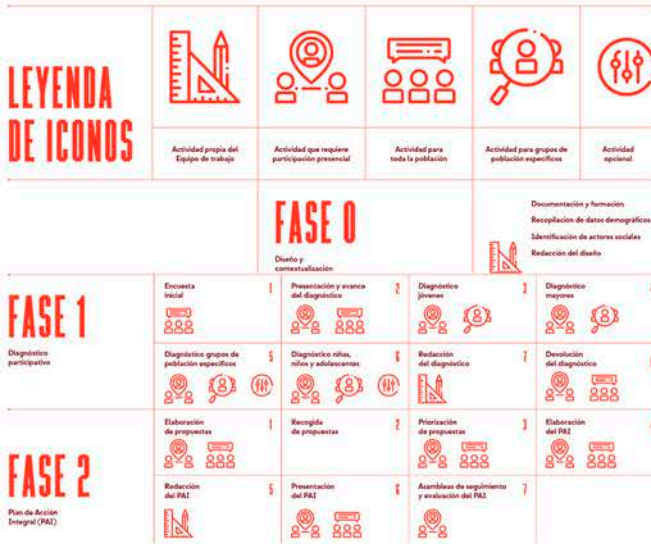 LEYENDA
DE ICONOS
Actividad propia del
Equipo de trabajo
Actividad que requiere
participación presencial
Actividad para
toda la población
Actividad para grupos de
población específicos
Actividad
opcional
FASE 0
Diseño y
contextualización
Documentación y formación
Recopilación de datos demográficos
Identificación de actores sociales
Redacción del diseño
FASE 1
Diagnóstico
participativo
Encuesta
inicial
1
Presentación y avance
del diagnóstico
2
Diagnóstico
jóvenes
3
Diagnóstico
mayores
Diagnóstico grupos de
población específicos
5
Diagnóstico niñas,
niños y adolescentes
6
Redacción
del diagnóstico
7
Devolución
del diagnóstico
FASE 2
Plan de Acción
Integral (PAI)
Elaboración
de propuestas
1
Recogida
de propuestas
2
Priorización
de propuestas
3
Elaboración
del PAI
Redacción
del PAI
5
Presentación
del PAI
6
Asambleas de seguimiento
y evaluación del PAI
7